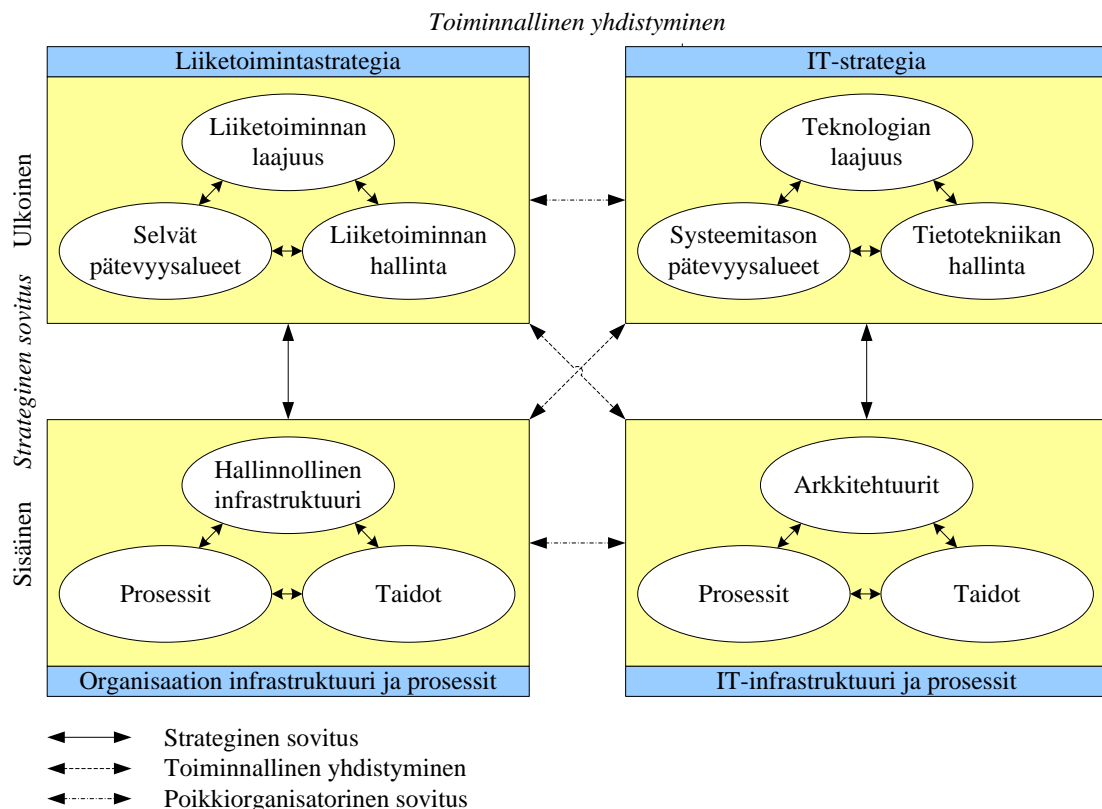 Toiminnallinen yhdistyminen
Liiketoimintastrategia
IT-strategia
Liiketoiminnan
laajuus
Selvät
pätevyysalueet
Liiketoiminnan
hallinta
Teknologian
laajuus
Systeemitason
pätevyysalueet
Tietotekniikan
hallinta
Ulkoinen
Strateginen sovitus
Sisäinen
Hallinnollinen
infrastruktuuri
Prosessit
Taidot
Arkkitehtuurit
Prosessit
Taidot
Organisaation infrastruktuuri ja prosessit
IT-infrastruktuuri ja prosessit
Strateginen sovitus
Toiminnallinen yhdistyminen
Poikkiorganisatorinen sovitus